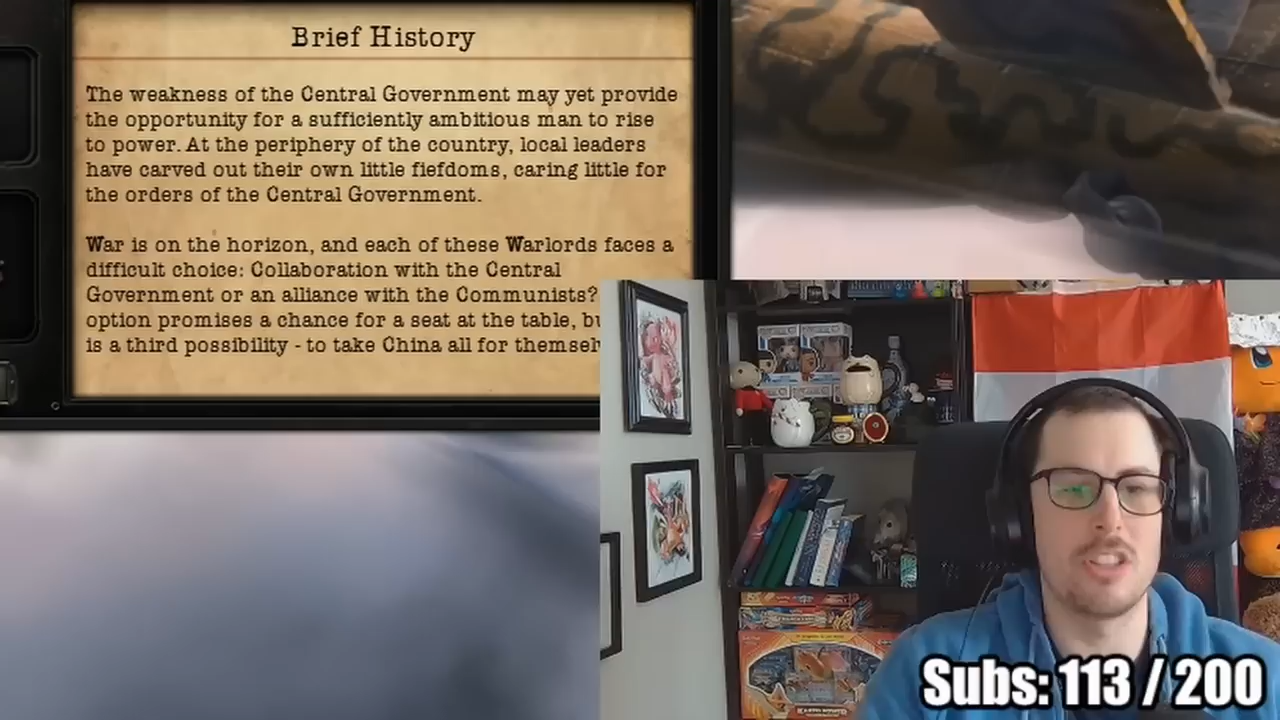 Brief History
The weakness of the Central Government may yet provide
the opportunity for a sufficiently ambitious man to rise
to power. At the periphery of the country, local leaders
have carved out their own little fiefdoms, caring little for
the orders of the Central Government.
War is on the horizon, and each of these Warlords faces a
difficult choice: Collaboration with the Central
Government or an alliance with the Communists?
option promises a chance for a seat at the table,
is a third possibility - to take China all for
Subs: 113 / 200